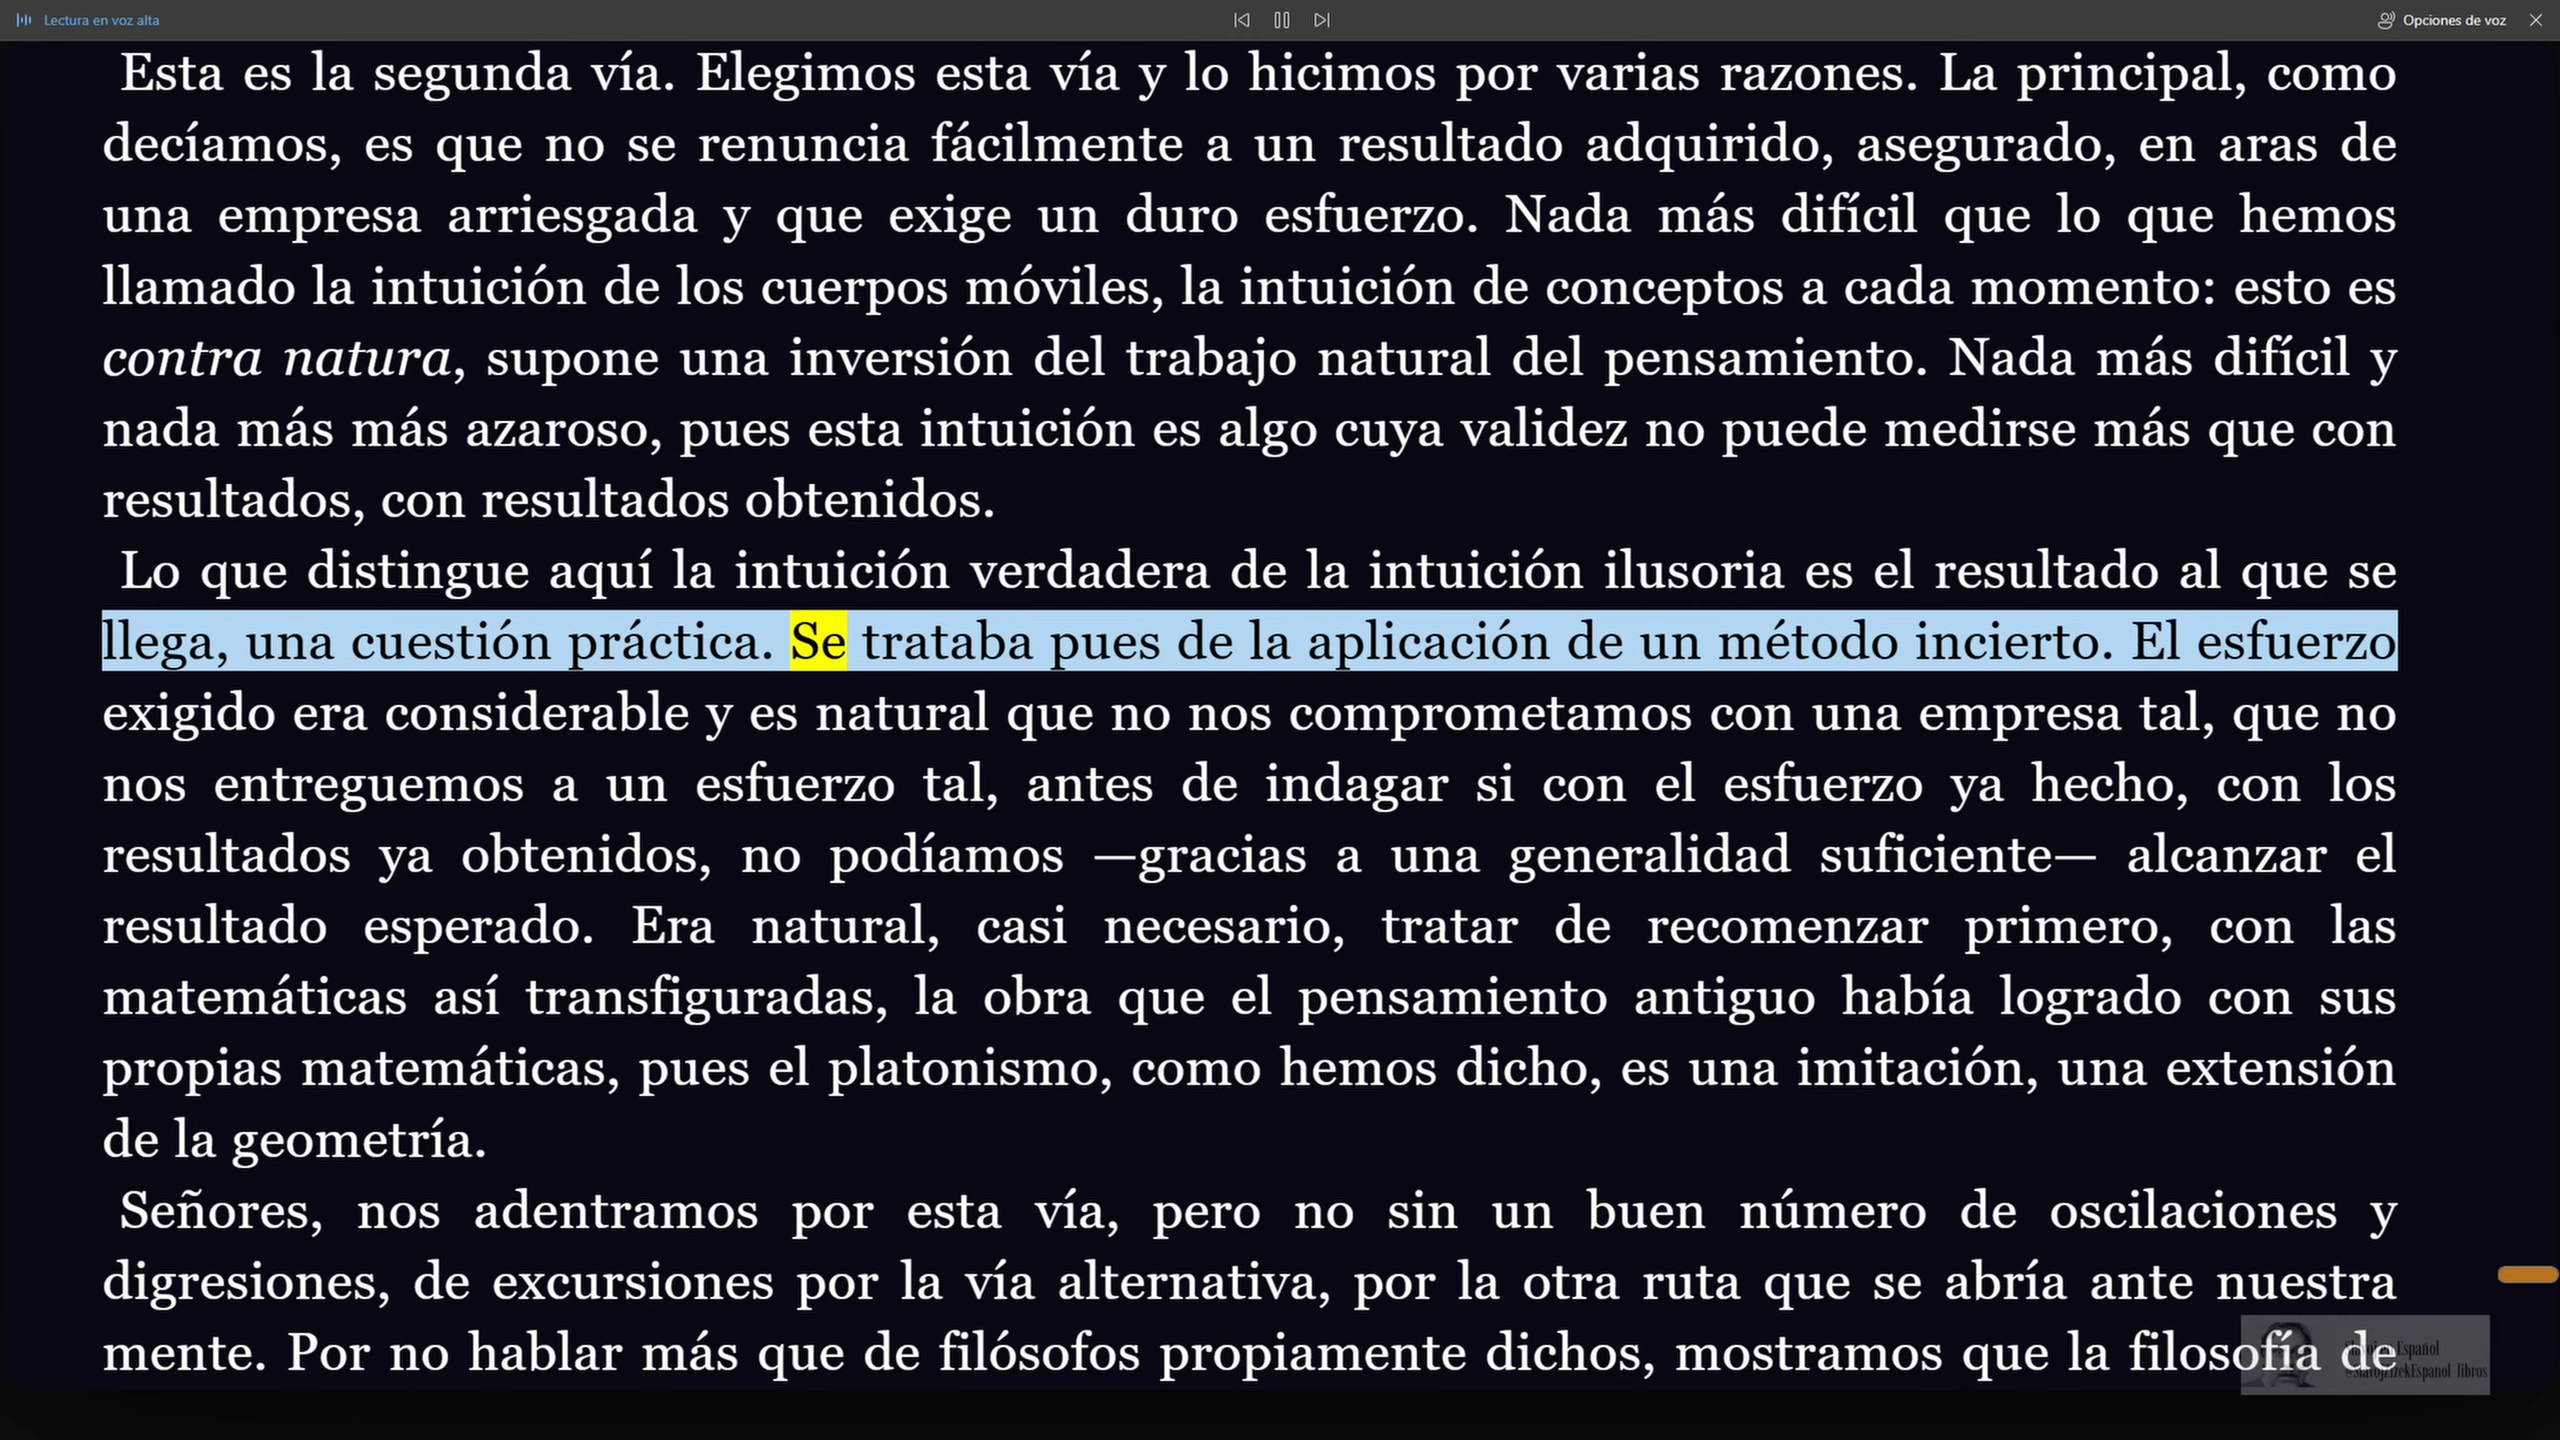 Lectura en voz alta
Opciones de voz
Esta es la segunda vía. Elegimos esta vía y lo hicimos por varias razones. La principal, como
decíamos, es que no se renuncia fácilmente a un resultado adquirido, asegurado, en aras de
una empresa arriesgada y que exige un duro esfuerzo. Nada más difícil que lo que hemos
llamado la intuición de los cuerpos móviles, la intuición de conceptos a cada momento: esto es
contra natura, supone una inversión del trabajo natural del pensamiento. Nada más difícil y
nada más más azaroso, pues esta intuición es algo cuya validez no puede medirse más que con
resultados, con resultados obtenidos.
Lo que distingue aquí la intuición verdadera de la intuición ilusoria es el resultado al que se
llega, una cuestión práctica. Se trataba pues de la aplicación de un método incierto. El esfuerzo
exigido era considerable y es natural que no nos comprometamos con una empresa tal, que no
nos entreguemos a un esfuerzo tal, antes de indagar si con el esfuerzo ya hecho, con los
resultados ya obtenidos, no podíamos —gracias a una generalidad suficiente— alcanzar el
resultado esperado. Era natural, casi necesario, tratar de recomenzar primero, con las
matemáticas así transfiguradas, la obra que el pensamiento antiguo había logrado con sus
propias matemáticas, pues el platonismo, como hemos dicho, es una imitación, una extensión
de la geometría.
Señores, nos adentramos por esta vía, pero no sin un buen número de oscilaciones y
digresiones, de excursiones por la vía alternativa, por la otra ruta que se abría ante nuestra
mente. Por no hablar más que de filósofos propiamente dichos, mostramos que la filosofía de
Español